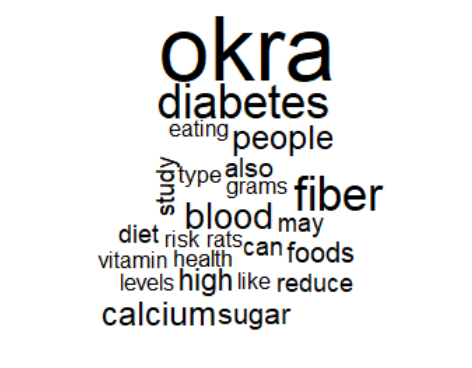 okra
diabetes
eating people
study type also
grams fiber
blood may
diet risk rats can foods
vitamin health
levels high like reduce
calcium sugar